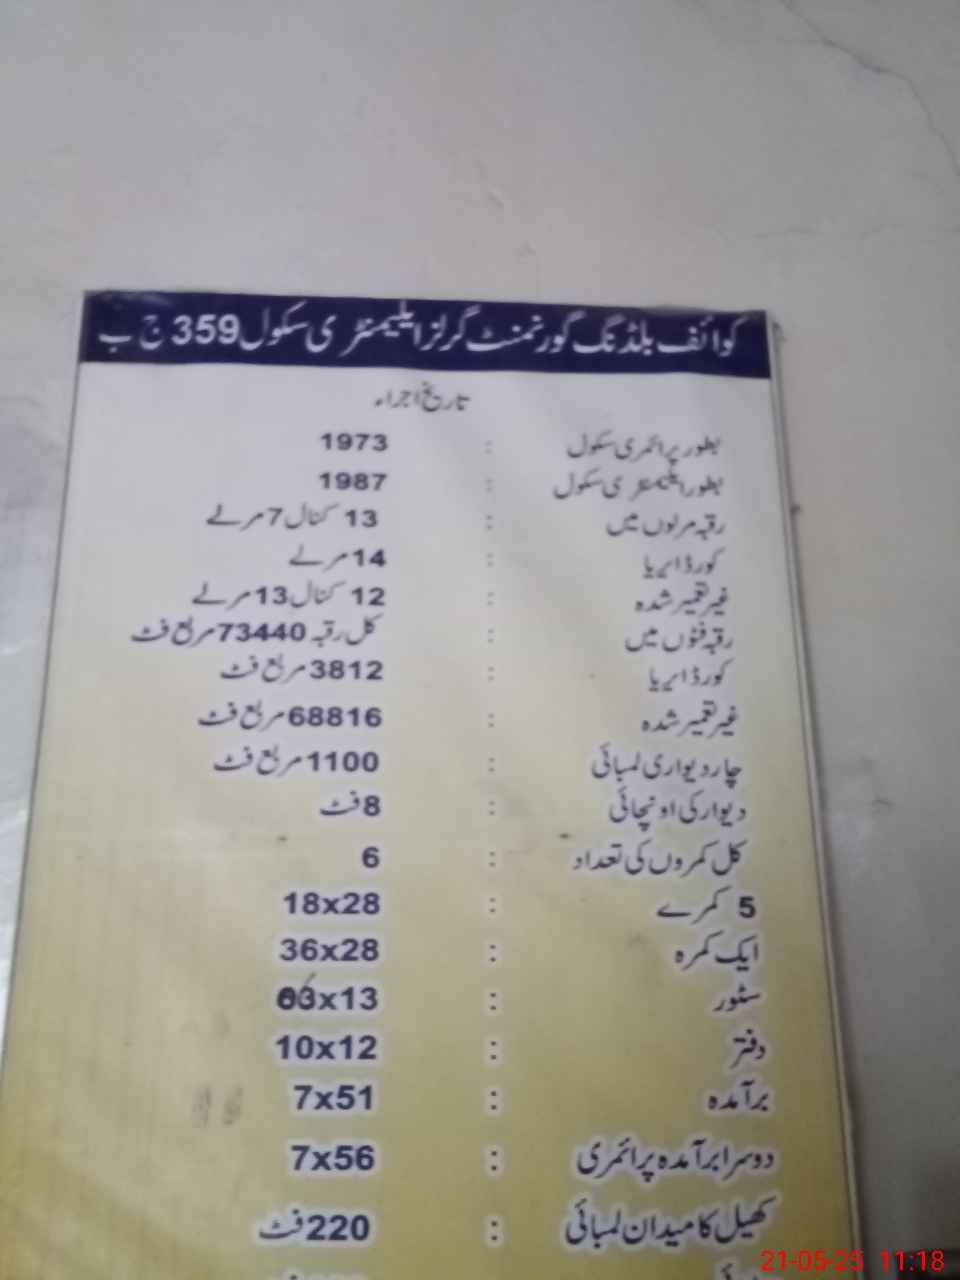 کوائف بلڈنگ گورنمنٹ گرلز ایلیمنٹری سکول 359 ج ب
تاریخ اجراء
بطور پرائمری سکول : 1973
بطور ایلیمنٹری سکول : 1987
رقبہ مرلوں میں : 13 کنال 7 مرلے
کورڈ ایریا : 14 مرلے
غیر تعمیر شدہ : 12 کنال 13 مرلے
رقبہ فٹوں میں : کل رقبہ 73440 مربع فٹ
کورڈ ایریا : 3812 مربع فٹ
غیر تعمیر شدہ : 68816 مربع فٹ
چار دیواری لمبائی : 1100 مربع فٹ
دیوار کی اونچائی : 8 فٹ
کل کمروں کی تعداد : 6
5 کمرے : 18x28
ایک کمرہ : 36x28
سٹور : x13
دفتر : 10x12
برآمدہ : 7x51
دوسرا برآمدہ پرائمری : 7x56
کھیل کا میدان لمبائی : 220 فٹ
21-05-25 11:18